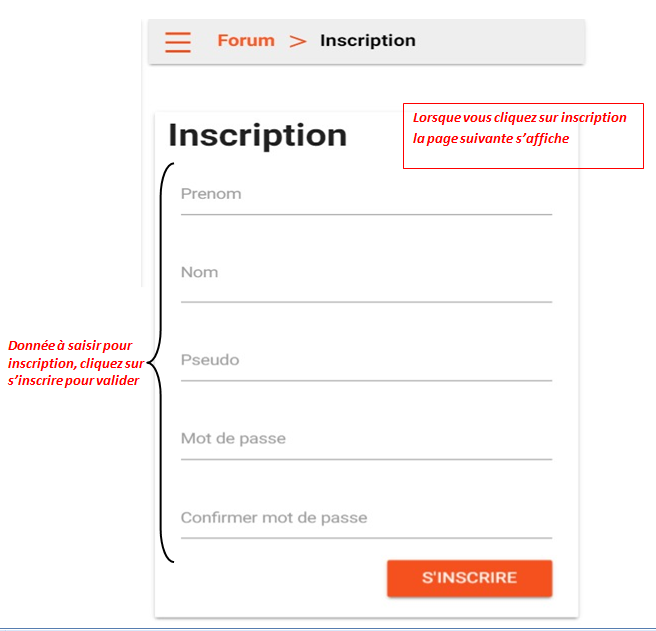 Forum > Inscription
Lorsque vous cliquez sur inscription
la page suivante s'affiche
Inscription
Prenom
Nom
Donnée à saisir pour
inscription, cliquez sur
s'inscrire pour valider
Pseudo
Mot de passe
Confirmer mot de passe
S'INSCRIRE